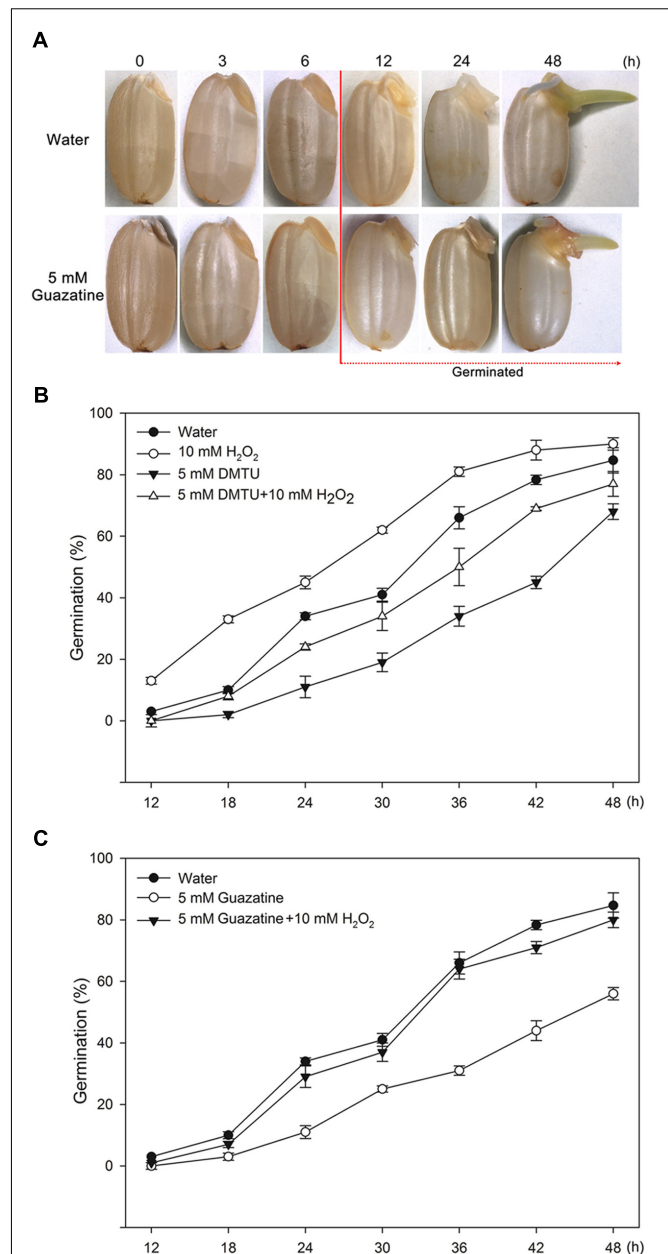 A
0 3 6 12 24 48 (h)
Water
5 mM
Guazatine
Germinated
B
100
80
60
40
20
0
Germination (%)
Water
10 mM H₂O₂
5 mM DMTU
5 mM DMTU+10 mM H₂O₂
12 18 24 30 36 42 48 (h)
C
100
80
60
40
20
0
Germination (%)
Water
5 mM Guazatine
5 mM Guazatine+10 mM H₂O₂
12 18 24 30 36 42 48 (h)